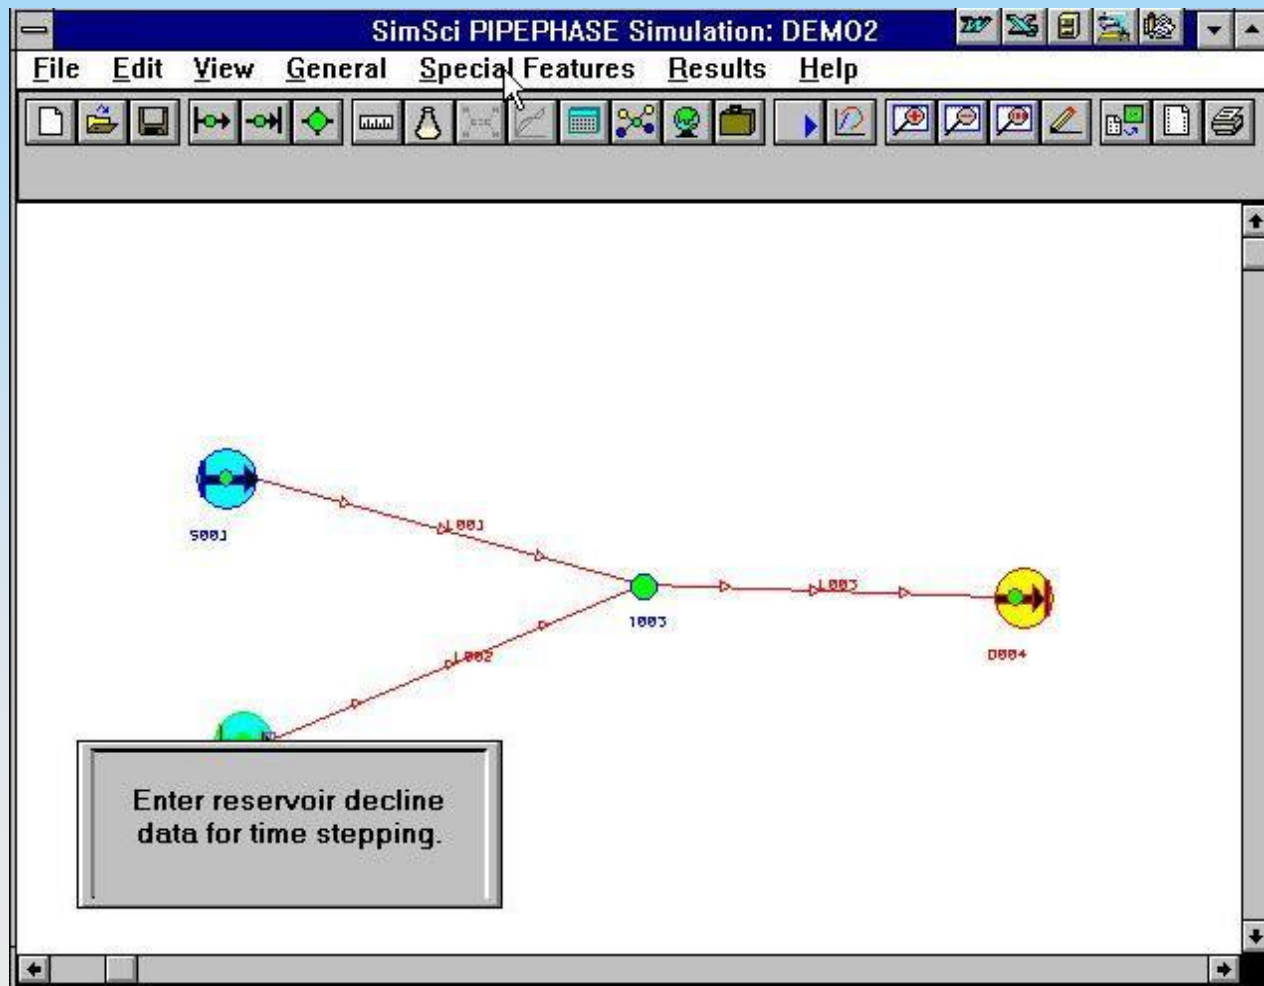 SimSci PIPEPHASE Simulation: DEMO2
File Edit View General Special Features Results Help
S001
L001
L003
1003
L002
D004
Enter reservoir decline
data for time stepping.